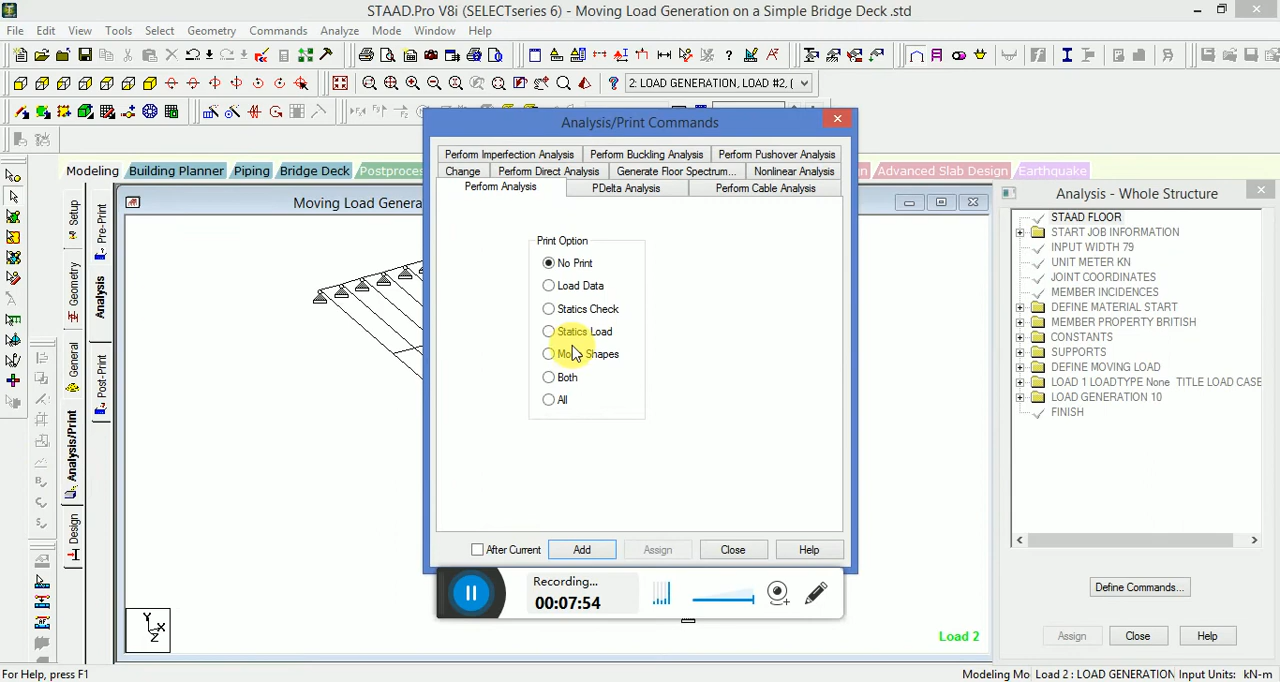 STAAD.Pro V8i (SELECTseries 6) - Moving Load Generation on a Simple Bridge Deck .std
File Edit View Tools Select Geometry Commands Analyze Mode Window Help
2: LOAD GENERATION, LOAD #2, (
Modeling Building Planner Piping Bridge Deck Postproces
Advanced Slab Design Earthquake
Moving Load Genera
Setup
Geometry
General
Analysis/Print
Design
Pre-Print
Analysis
Post-Print
Analysis/Print Commands
Perform Imperfection Analysis Perform Buckling Analysis Perform Pushover Analysis
Change Perform Direct Analysis Generate Floor Spectrum... Nonlinear Analysis
Perform Analysis PDelta Analysis Perform Cable Analysis
Print Option
No Print
Load Data
Statics Check
Statics Load
Mode Shapes
Both
All
After Current Add Assign Close Help
Recording...
00:07:54
Y
X
Z
Load 2
Analysis - Whole Structure
STAAD FLOOR
START JOB INFORMATION
INPUT WIDTH 79
UNIT METER KN
JOINT COORDINATES
MEMBER INCIDENCES
DEFINE MATERIAL START
MEMBER PROPERTY BRITISH
CONSTANTS
SUPPORTS
DEFINE MOVING LOAD
LOAD 1 LOADTYPE None TITLE LOAD CASE
LOAD GENERATION 10
FINISH
Define Commands...
Assign Close Help
For Help, press F1
Modeling Mo Load 2 : LOAD GENERATION Input Units: kN-m